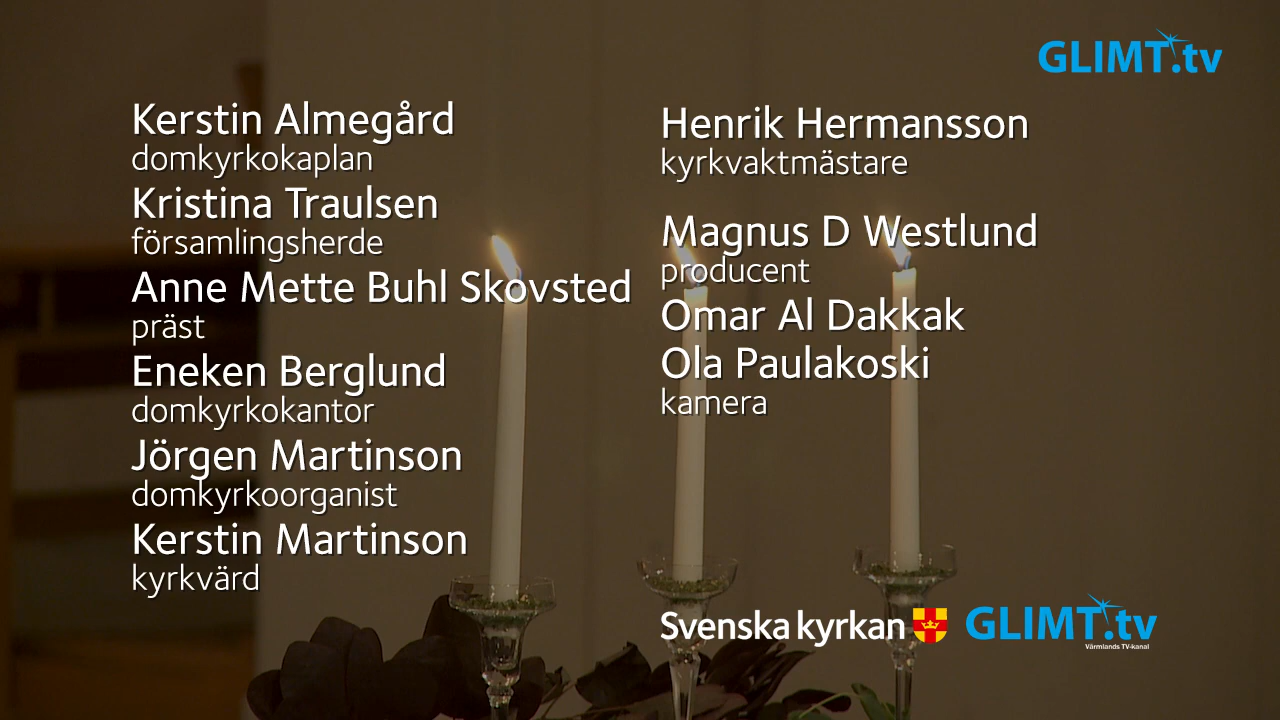 GLIMT.tv
Kerstin Almegård
domkyrkokaplan
Kristina Traulsen
församlingsherde
Anne Mette Buhl Skovsted
präst
Eneken Berglund
domkyrkokantor
Jörgen Martinson
domkyrkoorganist
Kerstin Martinson
kyrkvärd
Henrik Hermansson
kyrkvaktmästare
Magnus D Westlund
producent
Omar Al Dakkak
Ola Paulakoski
kamera
Svenska kyrkan
GLIMT.tv
Värmlands TV-kanal